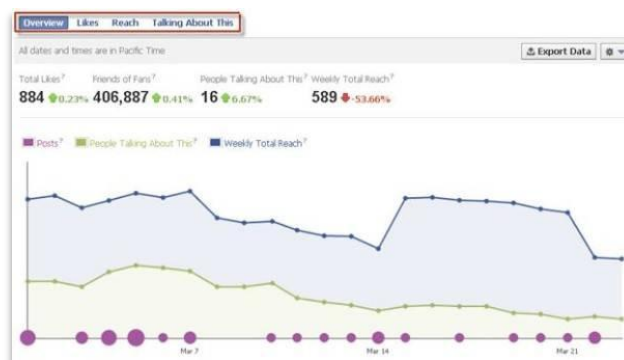 Overview Likes Reach Talking About This
All dates and times are in Pacific Time
Export Data
Total Likes? Friends of Fans? People Talking About This? Weekly Total Reach?
884 0.23% 406,887 0.41% 16 6.67% 589 -53.66%
Posts? People Talking About This? Weekly Total Reach?
Mar 7 Mar 14 Mar 21